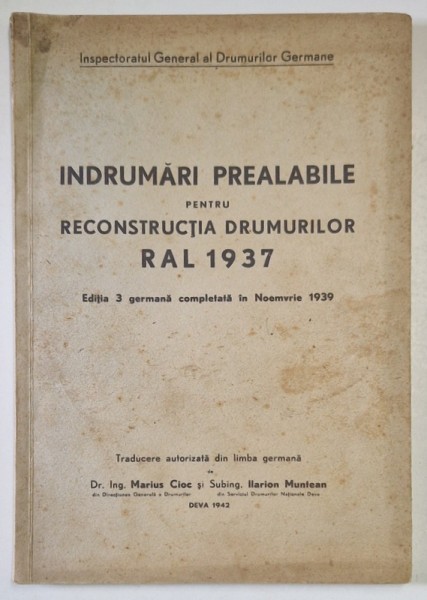 Inspectoratul General al Drumurilor Germane
INDRUMĂRI PREALABILE
PENTRU
RECONSTRUCȚIA DRUMURILOR
RAL 1937
Ediția 3 germană completată în Noemvrie 1939
Traducere autorizată din limba germană
de
Dr. Ing. Marius Cioc și Subing. Ilarion Muntean
din Direcțiunea Generală a Drumurilor din Serviciul Drumurilor Naționale Deva
DEVA 1942